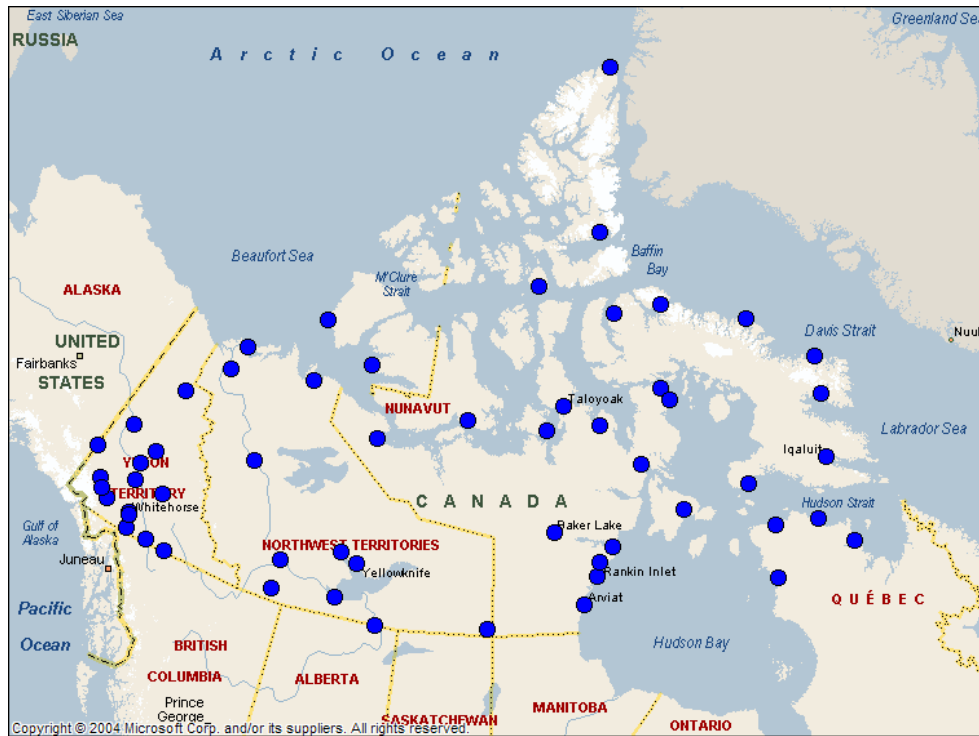 East Siberian Sea
Greenland Sea
RUSSIA
Arctic Ocean
Beaufort Sea
Baffin
Bay
M'Clure
Strait
ALASKA
Davis Strait
UNITED
Nuuk
Fairbanks
STATES
Taloyoak
NUNAVUT
Labrador Sea
Iqaluit
YUKON
TERRITORY
CANADA
Hudson Strait
Whitehorse
Gulf of
Alaska
Baker Lake
NORTHWEST TERRITORIES
Juneau
Yellowknife
Rankin Inlet
Arviat
QUÉBEC
Pacific
Ocean
BRITISH
COLUMBIA
Hudson Bay
ALBERTA
Prince
George
MANITOBA
SASKATCHEWAN
ONTARIO
Copyright © 2004 Microsoft Corp. and/or its suppliers. All rights reserved.